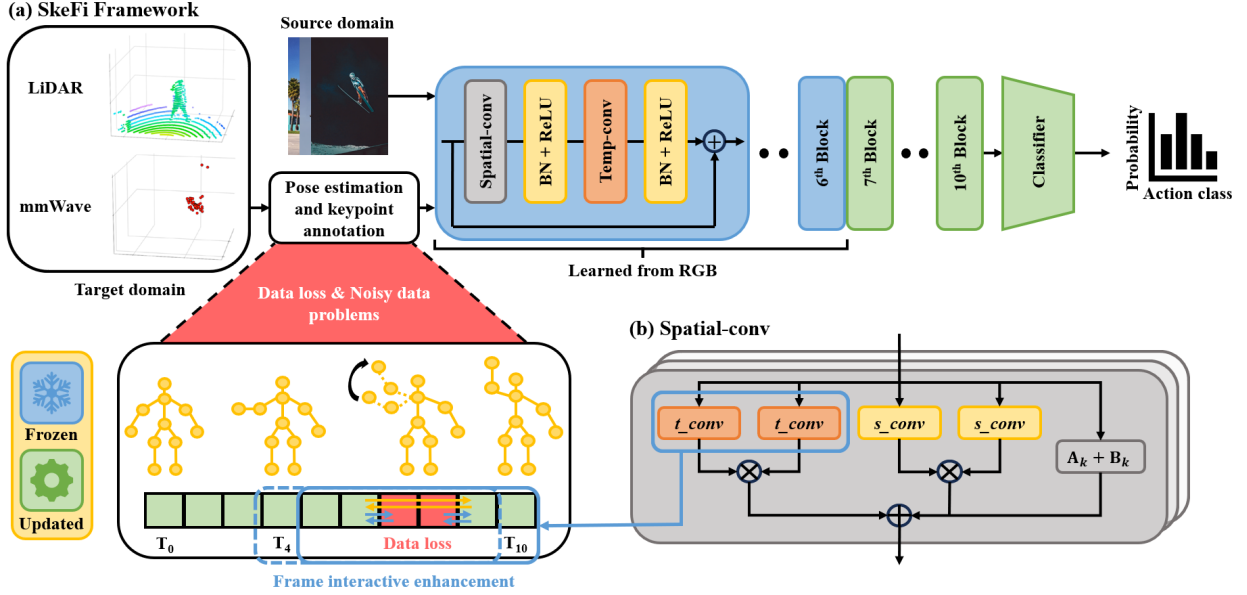 (a) SkeFi Framework
LiDAR
mmWave
Target domain
Source domain
Pose estimation
and keypoint
annotation
Spatial-conv
BN + ReLU
Temp-conv
BN + ReLU
6th Block
7th Block
10th Block
Classifier
Probability
Action class
Learned from RGB
Data loss & Noisy data
problems
Frozen
Updated
T0
T4
Data loss
T10
Frame interactive enhancement
(b) Spatial-conv
t_conv
t_conv
s_conv
s_conv
Ak + Bk